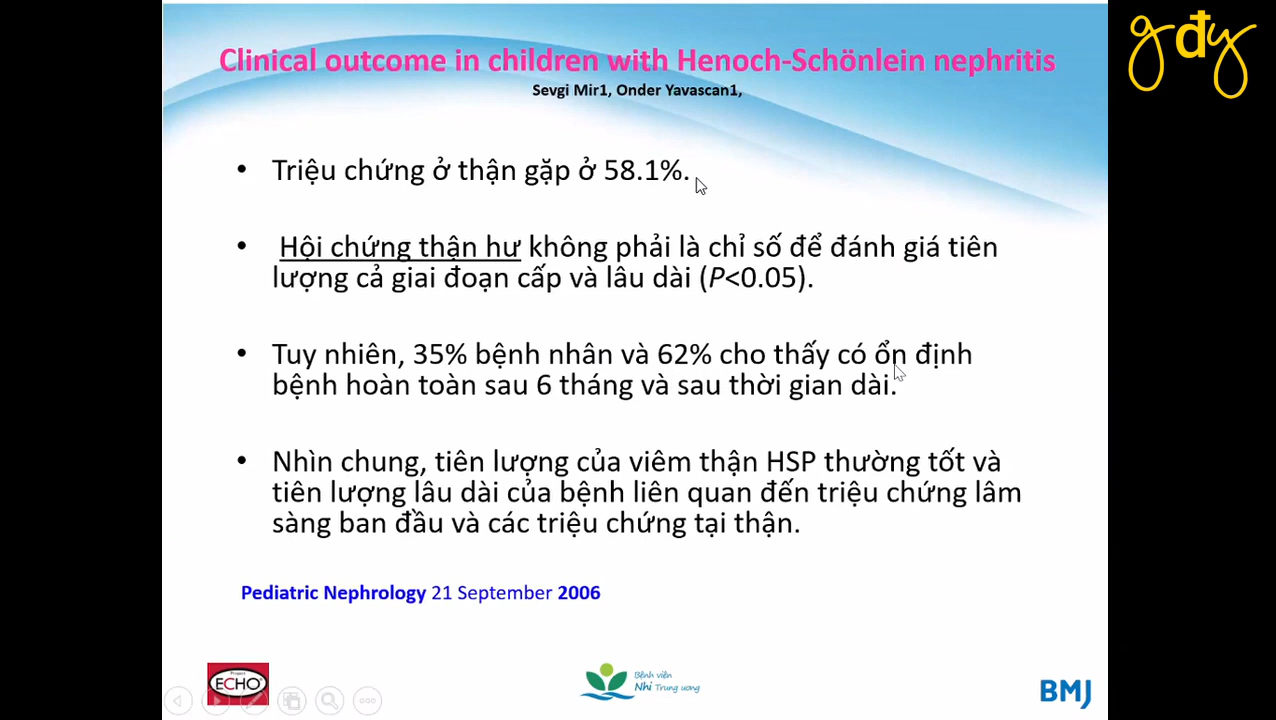 gđy
Clinical outcome in children with Henoch-Schönlein nephritis
Sevgi Mir1, Onder Yavascan1,
• Triệu chứng ở thận gặp ở 58.1%.
• Hội chứng thận hư không phải là chỉ số để đánh giá tiên
lượng cả giai đoạn cấp và lâu dài (P<0.05).
• Tuy nhiên, 35% bệnh nhân và 62% cho thấy có ổn định
bệnh hoàn toàn sau 6 tháng và sau thời gian dài.
• Nhìn chung, tiên lượng của viêm thận HSP thường tốt và
tiên lượng lâu dài của bệnh liên quan đến triệu chứng lâm
sàng ban đầu và các triệu chứng tại thận.
Pediatric Nephrology 21 September 2006
Project
ECHO
Bệnh viện
Nhi Trung ương
BMJ